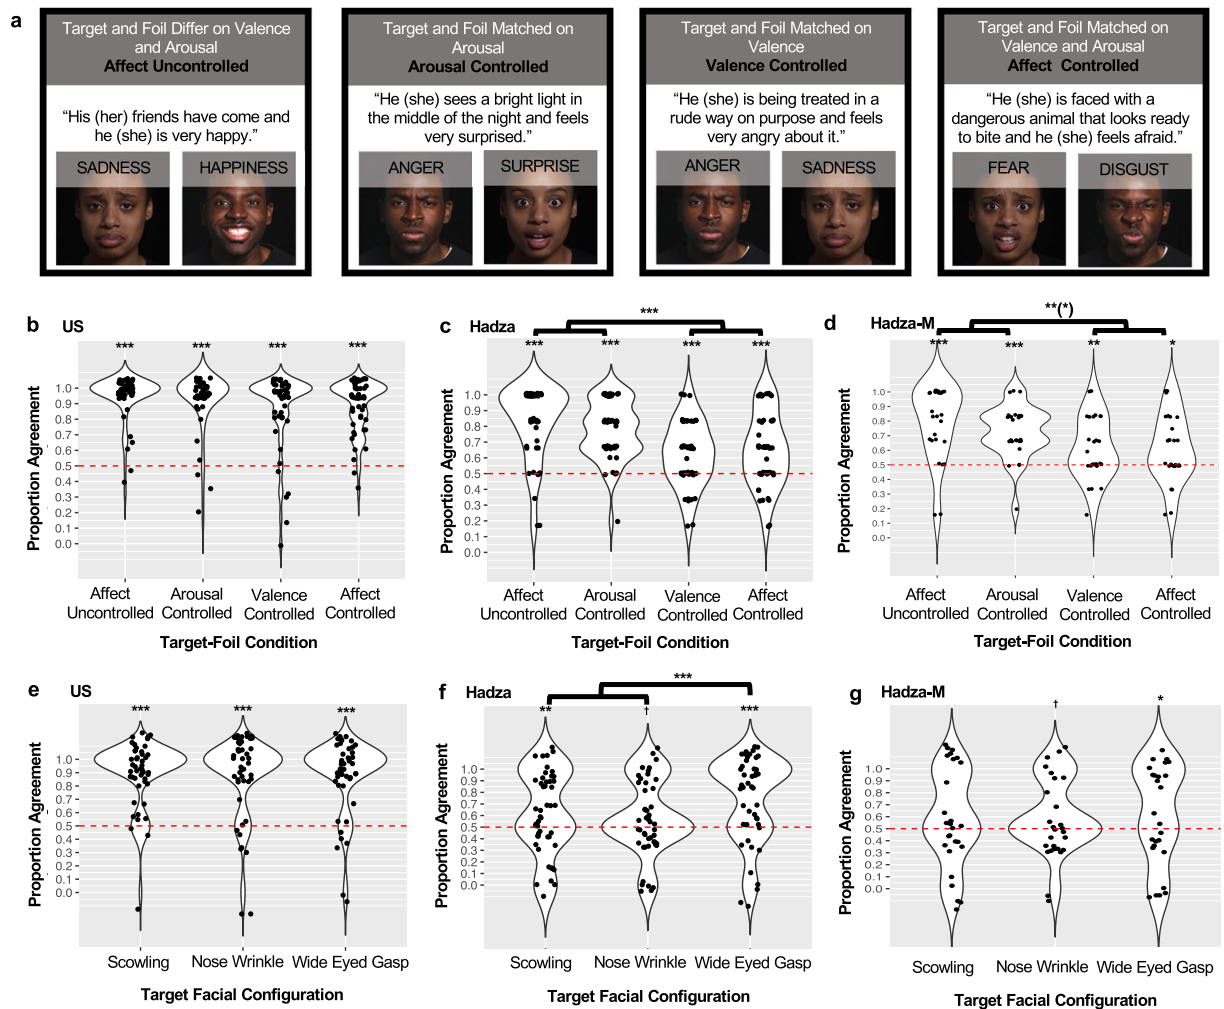 a
Target and Foil Differ on Valence
and Arousal
Affect Uncontrolled
“His (her) friends have come and
he (she) is very happy.”
SADNESS
HAPPINESS
Target and Foil Matched on
Arousal
Arousal Controlled
“He (she) sees a bright light in
the middle of the night and feels
very surprised.”
ANGER
SURPRISE
Target and Foil Matched on
Valence
Valence Controlled
“He (she) is being treated in a
rude way on purpose and feels
very angry about it.”
ANGER
SADNESS
Target and Foil Matched on
Valence and Arousal
Affect Controlled
“He (she) is faced with a
dangerous animal that looks ready
to bite and he (she) feels afraid.”
FEAR
DISGUST
b US
*** *** *** ***
Proportion Agreement
1.0
0.9
0.8
0.7
0.6
0.5
0.4
0.3
0.2
0.1
0.0
Affect Uncontrolled
Arousal Controlled
Valence Controlled
Affect Controlled
Target-Foil Condition
c Hadza
***
*** *** *** ***
Proportion Agreement
1.0
0.9
0.8
0.7
0.6
0.5
0.4
0.3
0.2
0.1
0.0
Affect Uncontrolled
Arousal Controlled
Valence Controlled
Affect Controlled
Target-Foil Condition
d Hadza-M
**(*)
*** *** ** *
Proportion Agreement
1.0
0.9
0.8
0.7
0.6
0.5
0.4
0.3
0.2
0.1
0.0
Affect Uncontrolled
Arousal Controlled
Valence Controlled
Affect Controlled
Target-Foil Condition
e US
*** *** ***
Proportion Agreement
1.0
0.9
0.8
0.7
0.6
0.5
0.4
0.3
0.2
0.1
0.0
Scowling Nose Wrinkle Wide Eyed Gasp
Target Facial Configuration
f Hadza
***
** † ***
Proportion Agreement
1.0
0.9
0.8
0.7
0.6
0.5
0.4
0.3
0.2
0.1
0.0
Scowling Nose Wrinkle Wide Eyed Gasp
Target Facial Configuration
g Hadza-M
† *
Proportion Agreement
1.0
0.9
0.8
0.7
0.6
0.5
0.4
0.3
0.2
0.1
0.0
Scowling Nose Wrinkle Wide Eyed Gasp
Target Facial Configuration